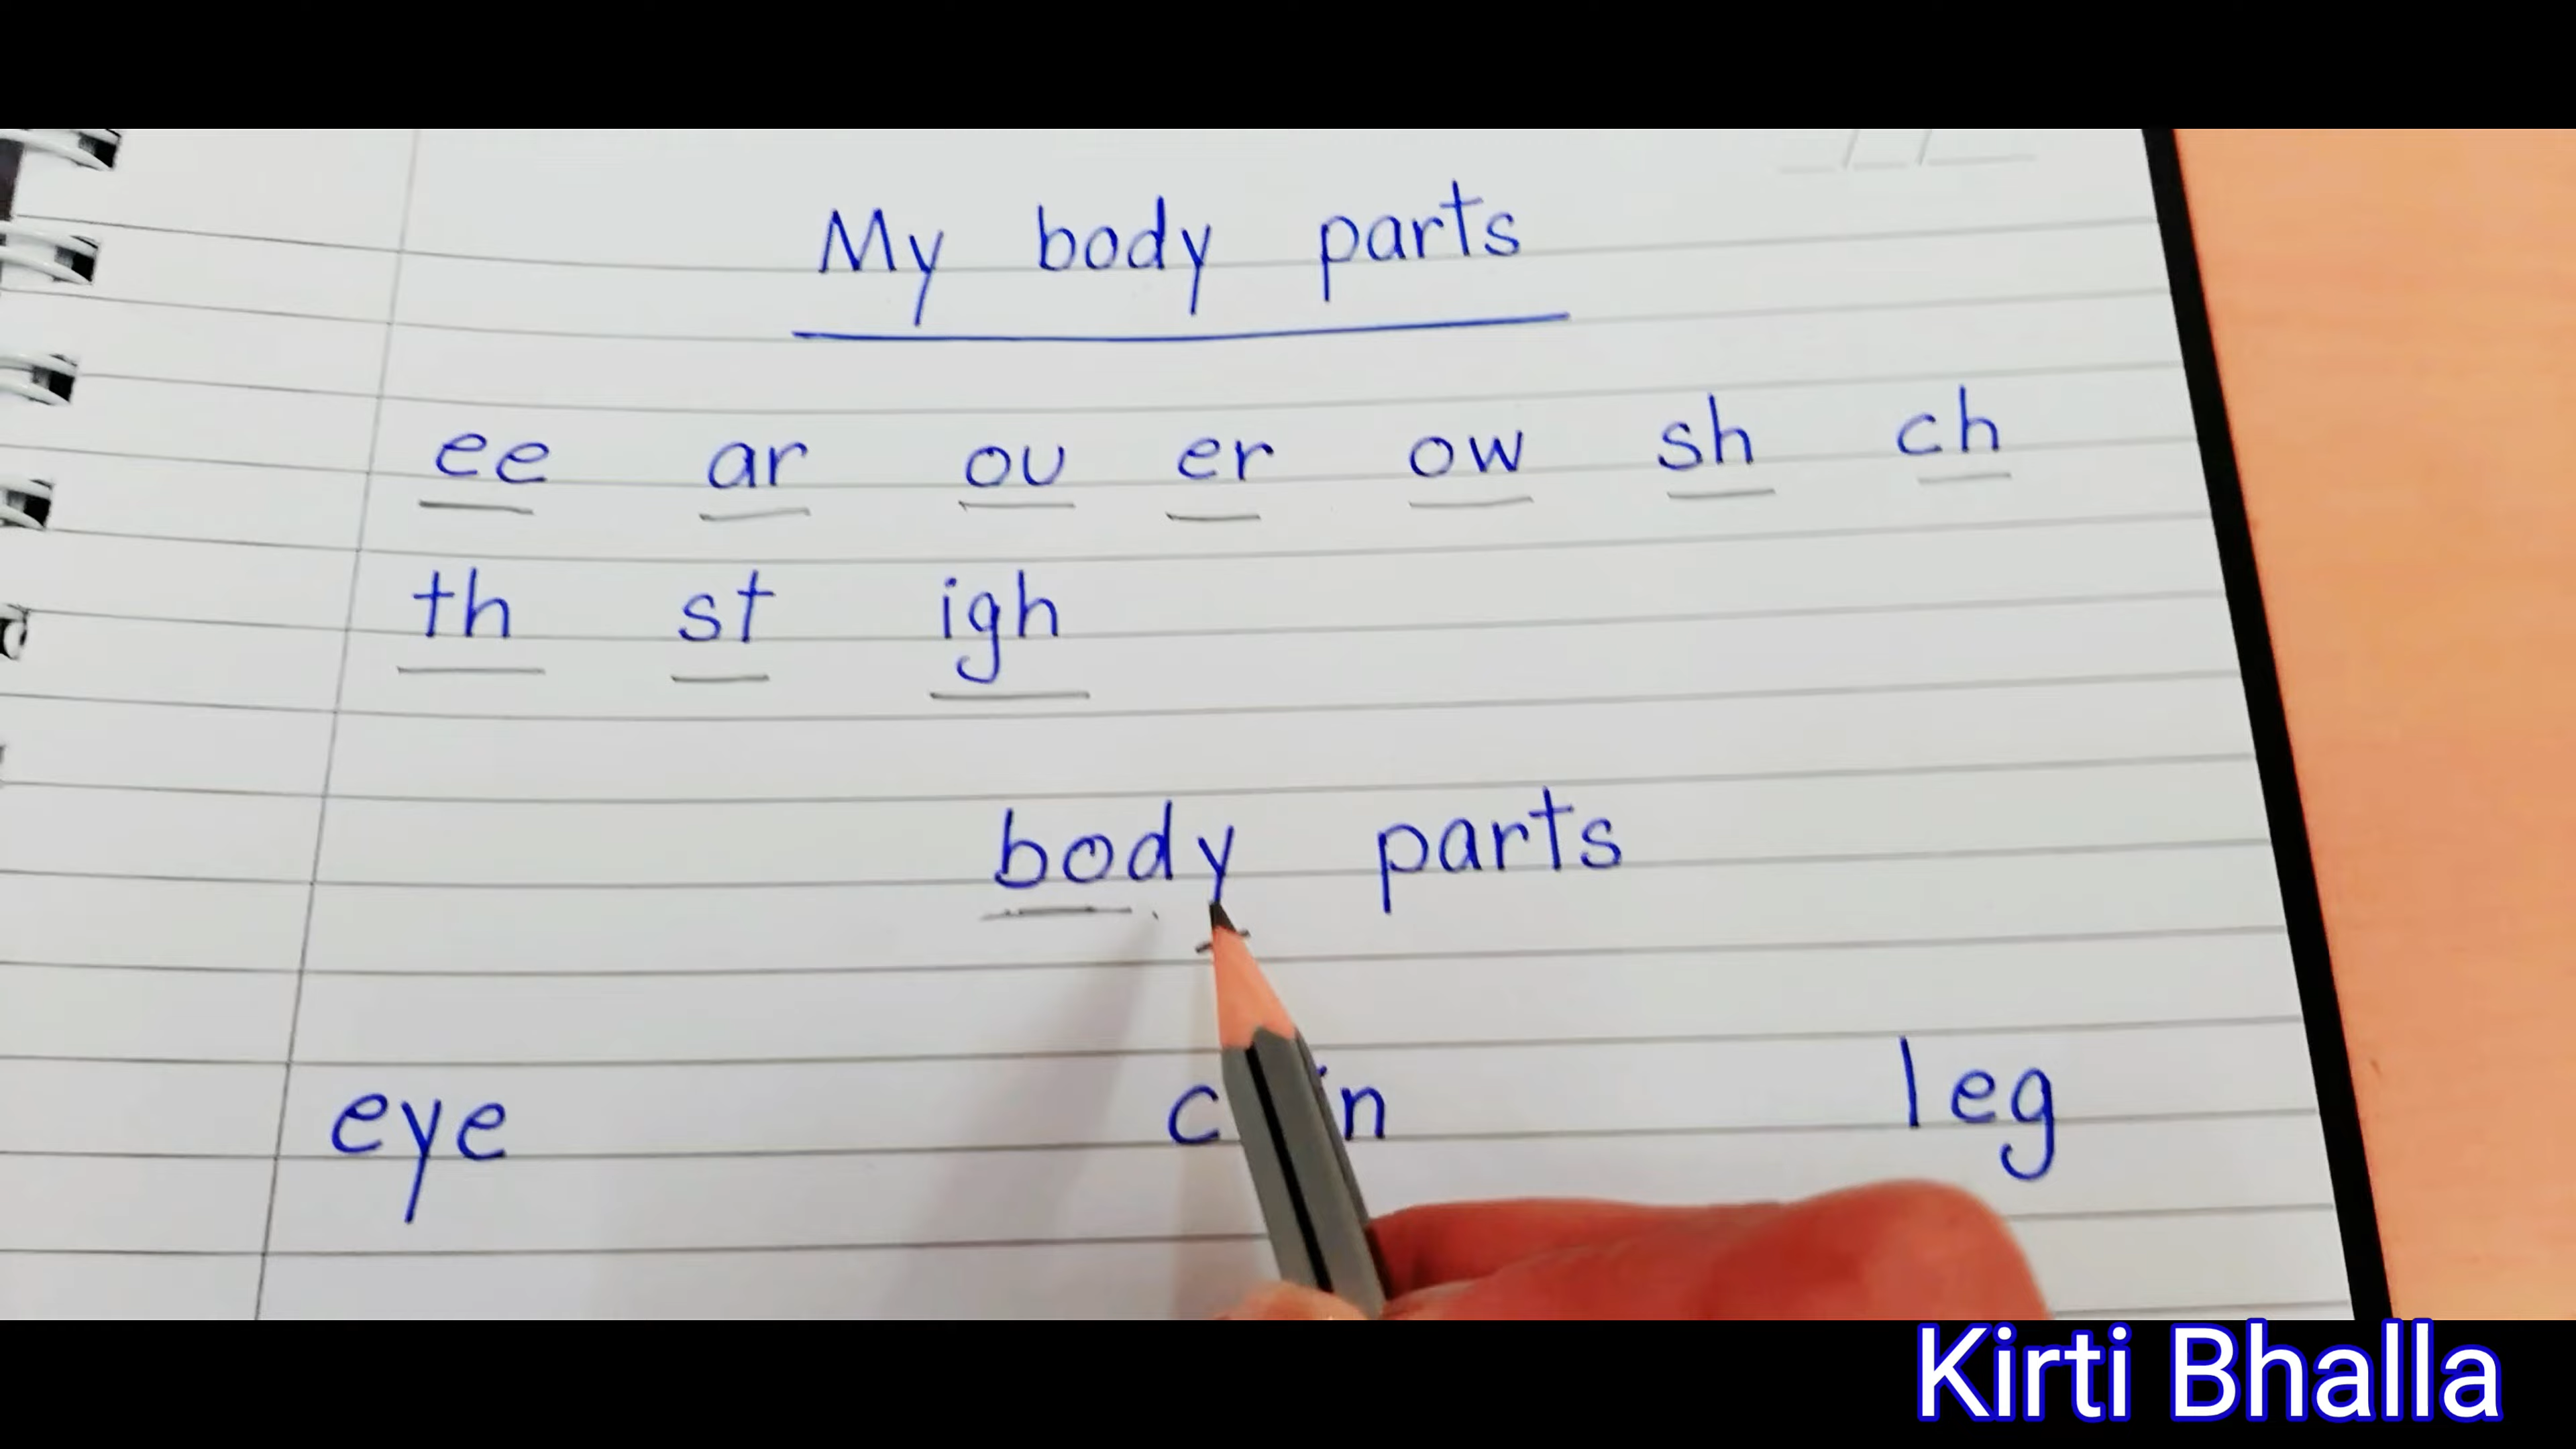 My body parts
ee ar ou er ow sh ch
th st igh
body parts
eye leg
Kirti Bhalla